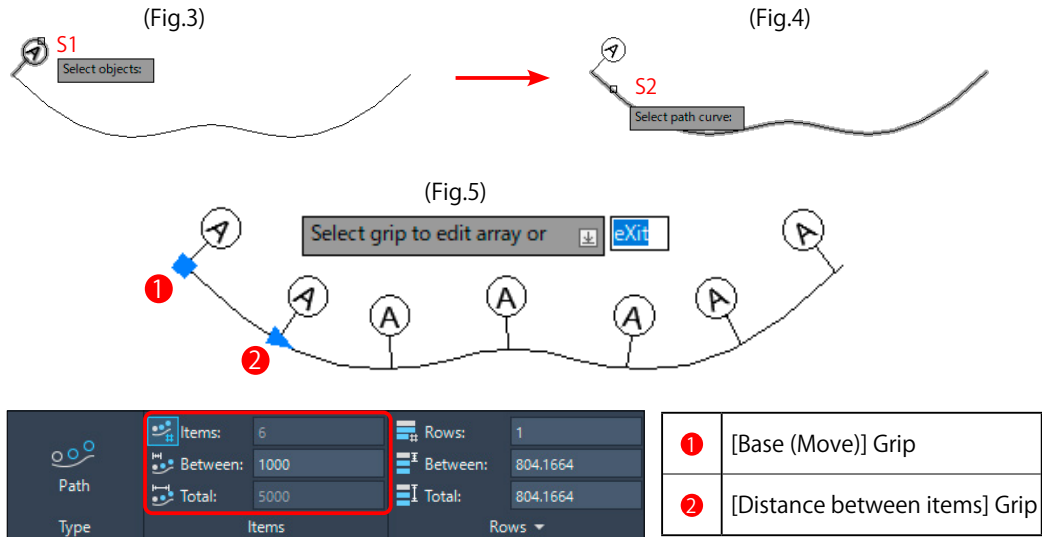 (Fig.3)
(Fig.4)
A
S1
Select objects:
A
S2
Select path curve:
(Fig.5)
A
Select grip to edit array or
eXit
A
1
A
A
A
A
A
2
Items:
6
Rows:
1
Between:
1000
Between:
804.1664
Path
Total:
5000
Total:
804.1664
Type
Items
Rows
1
[Base (Move)] Grip
2
[Distance between items] Grip